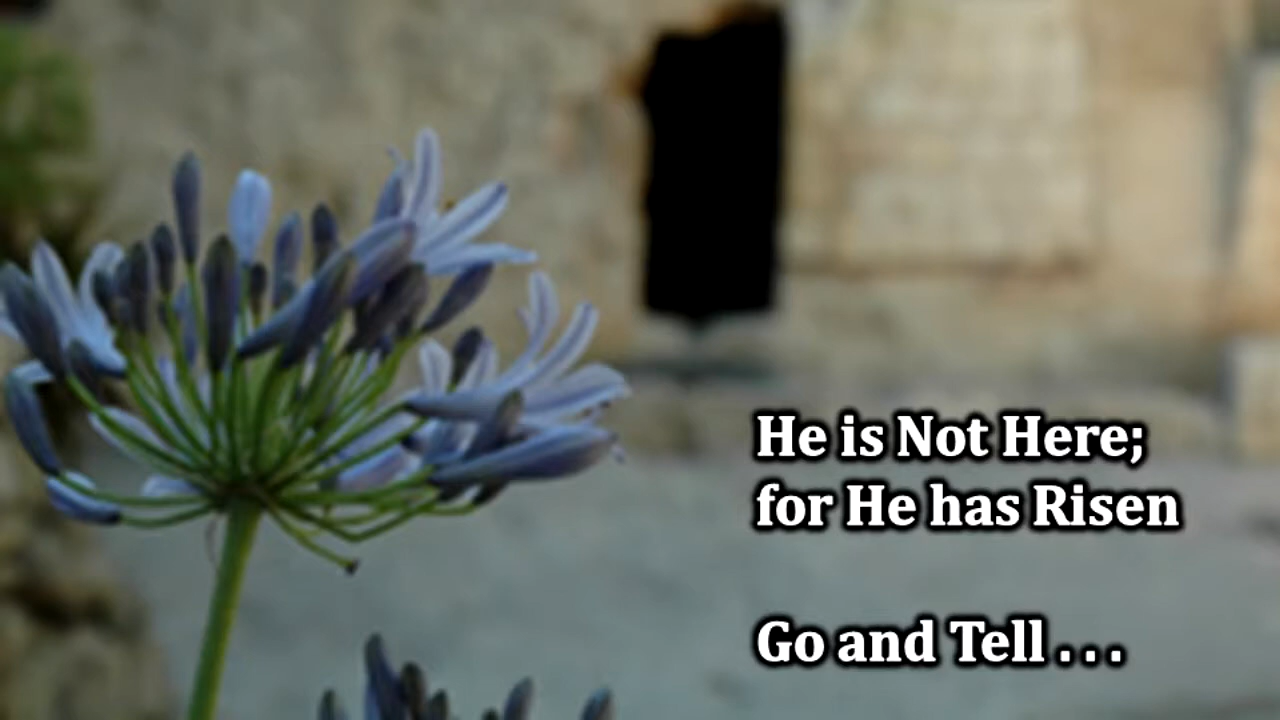 He is Not Here;
for He has Risen
Go and Tell . . .